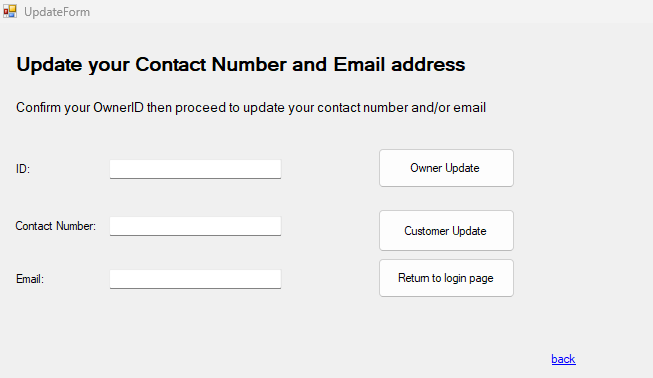 UpdateForm
Update your Contact Number and Email address
Confirm your OwnerID then proceed to update your contact number and/or email
ID:
Owner Update
Contact Number:
Customer Update
Email:
Return to login page
back